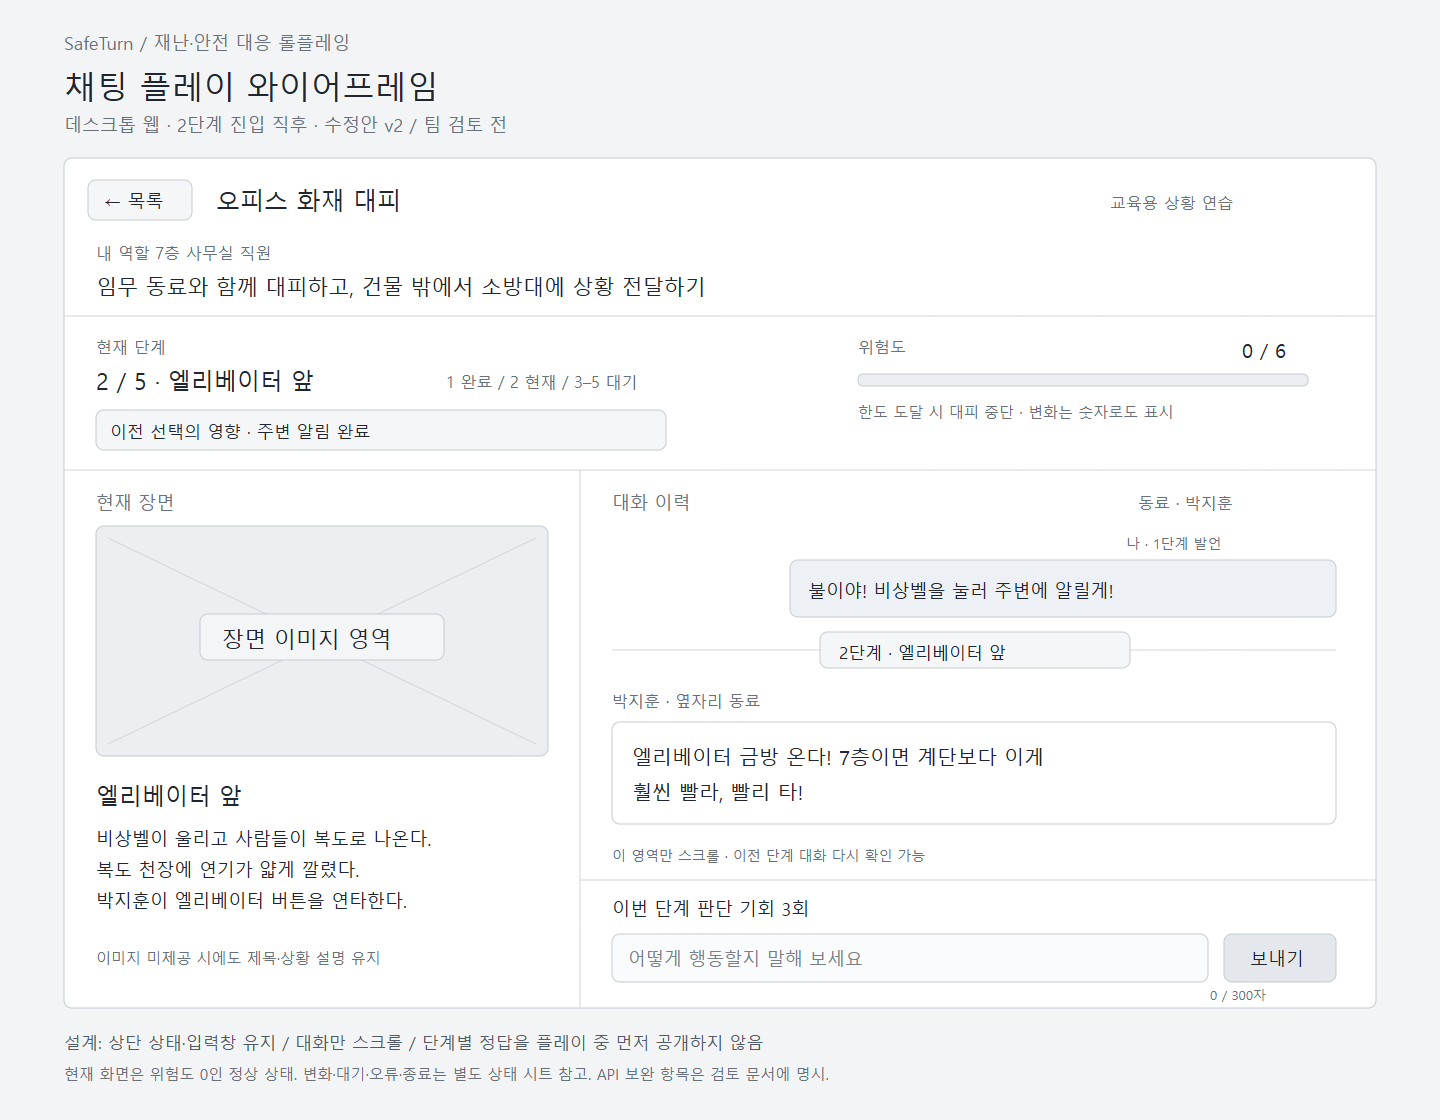 SafeTurn / 재난·안전 대응 롤플레잉
채팅 플레이 와이어프레임
데스크톱 웹 · 2단계 진입 직후 · 수정안 v2 / 팀 검토 전
← 목록
오피스 화재 대피
교육용 상황 연습
내 역할 7층 사무실 직원
임무 동료와 함께 대피하고, 건물 밖에서 소방대에 상황 전달하기
현재 단계
2 / 5 · 엘리베이터 앞
1 완료 / 2 현재 / 3–5 대기
이전 선택의 영향 · 주변 알림 완료
위험도
0 / 6
한도 도달 시 대피 중단 · 변화는 숫자로도 표시
현재 장면
장면 이미지 영역
엘리베이터 앞
비상벨이 울리고 사람들이 복도로 나온다.
복도 천장에 연기가 얇게 깔렸다.
박지훈이 엘리베이터 버튼을 연타한다.
이미지 미제공 시에도 제목·상황 설명 유지
대화 이력
동료 · 박지훈
나 · 1단계 발언
불이야! 비상벨을 눌러 주변에 알릴게!
2단계 · 엘리베이터 앞
박지훈 · 옆자리 동료
엘리베이터 금방 온다! 7층이면 계단보다 이게
훨씬 빨라, 빨리 타!
이 영역만 스크롤 · 이전 단계 대화 다시 확인 가능
이번 단계 판단 기회 3회
어떻게 행동할지 말해 보세요
보내기
0 / 300자
설계: 상단 상태·입력창 유지 / 대화만 스크롤 / 단계별 정답을 플레이 중 먼저 공개하지 않음
현재 화면은 위험도 0인 정상 상태. 변화·대기·오류·종료는 별도 상태 시트 참고. API 보완 항목은 검토 문서에 명시.